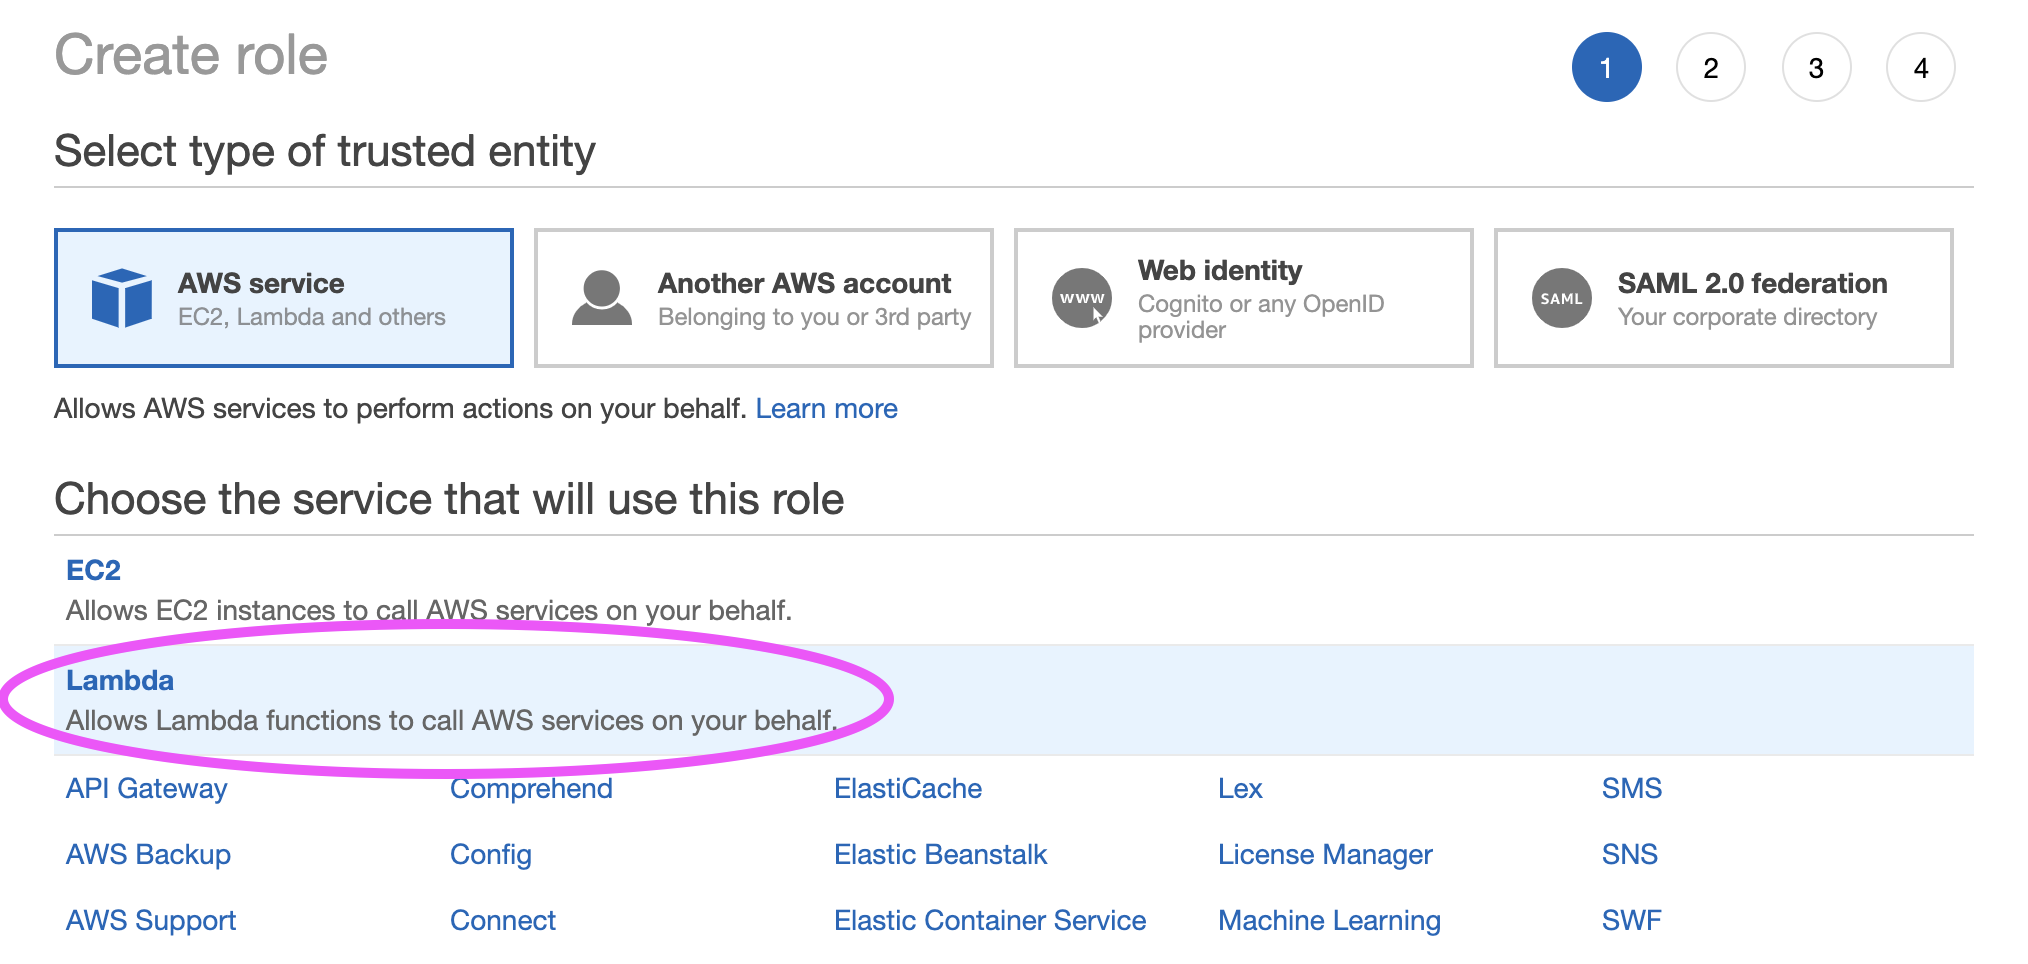 Create role
1 2 3 4
Select type of trusted entity
AWS service
EC2, Lambda and others
Another AWS account
Belonging to you or 3rd party
www
Web identity
Cognito or any OpenID
provider
SAML
SAML 2.0 federation
Your corporate directory
Allows AWS services to perform actions on your behalf. Learn more
Choose the service that will use this role
EC2
Allows EC2 instances to call AWS services on your behalf.
Lambda
Allows Lambda functions to call AWS services on your behalf.
API Gateway Comprehend ElastiCache Lex SMS
AWS Backup Config Elastic Beanstalk License Manager SNS
AWS Support Connect Elastic Container Service Machine Learning SWF